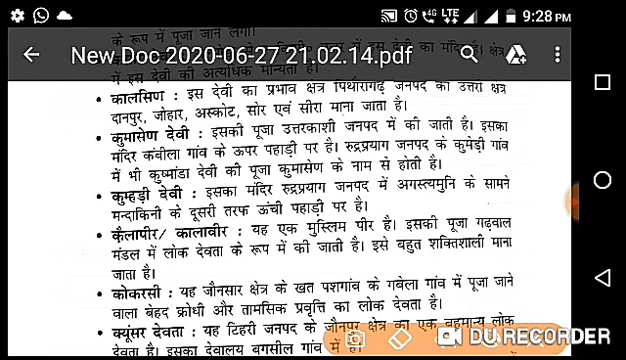 9:28 PM
के रूप में पूजा जाने लगा।
New Doc 2020-06-27 21.02.14.pdf
में इस देवी की अत्यधिक मान्यता है।
• कालसिण : इस देवी का प्रभाव क्षेत्र पिथौरागढ़ जनपद का उत्तरी क्षेत्र
दानपुर, जोहार, अस्कोट, सोर एवं सीरा माना जाता है।
• कुमासेण देवी : इसकी पूजा उत्तरकाशी जनपद में की जाती है। इसका
मंदिर कंवीला गांव के ऊपर पहाड़ी पर है। रुद्रप्रयाग जनपद के कुमेड़ी गांव
में भी कुष्मांडा देवी की पूजा कुमासेण के नाम से होती है।
• कुम्हड़ी देवी : इसका मंदिर रुद्रप्रयाग जनपद में अगस्त्यमुनि के सामने
मन्दाकिनी के दूसरी तरफ ऊंची पहाड़ी पर है।
• कैलापीर/ कालावीर : यह एक मुस्लिम पीर है। इसकी पूजा गढ़वाल
मंडल में लोक देवता के रूप में की जाती है। इसे बहुत शक्तिशाली माना
जाता है।
• कोकरसी : यह जौनसार क्षेत्र के खत पशगांव के गबेला गांव में पूजा जाने
वाला बेहद क्रोधी और तामसिक प्रवृत्ति का लोक देवता है।
• क्यूंसर देवता : यह टिहरी जनपद के जौनपुर क्षेत्र का एक बहुमान्य लोक
देवता है। इसका देवालय बगसील गांव में है।
DU RECORDER